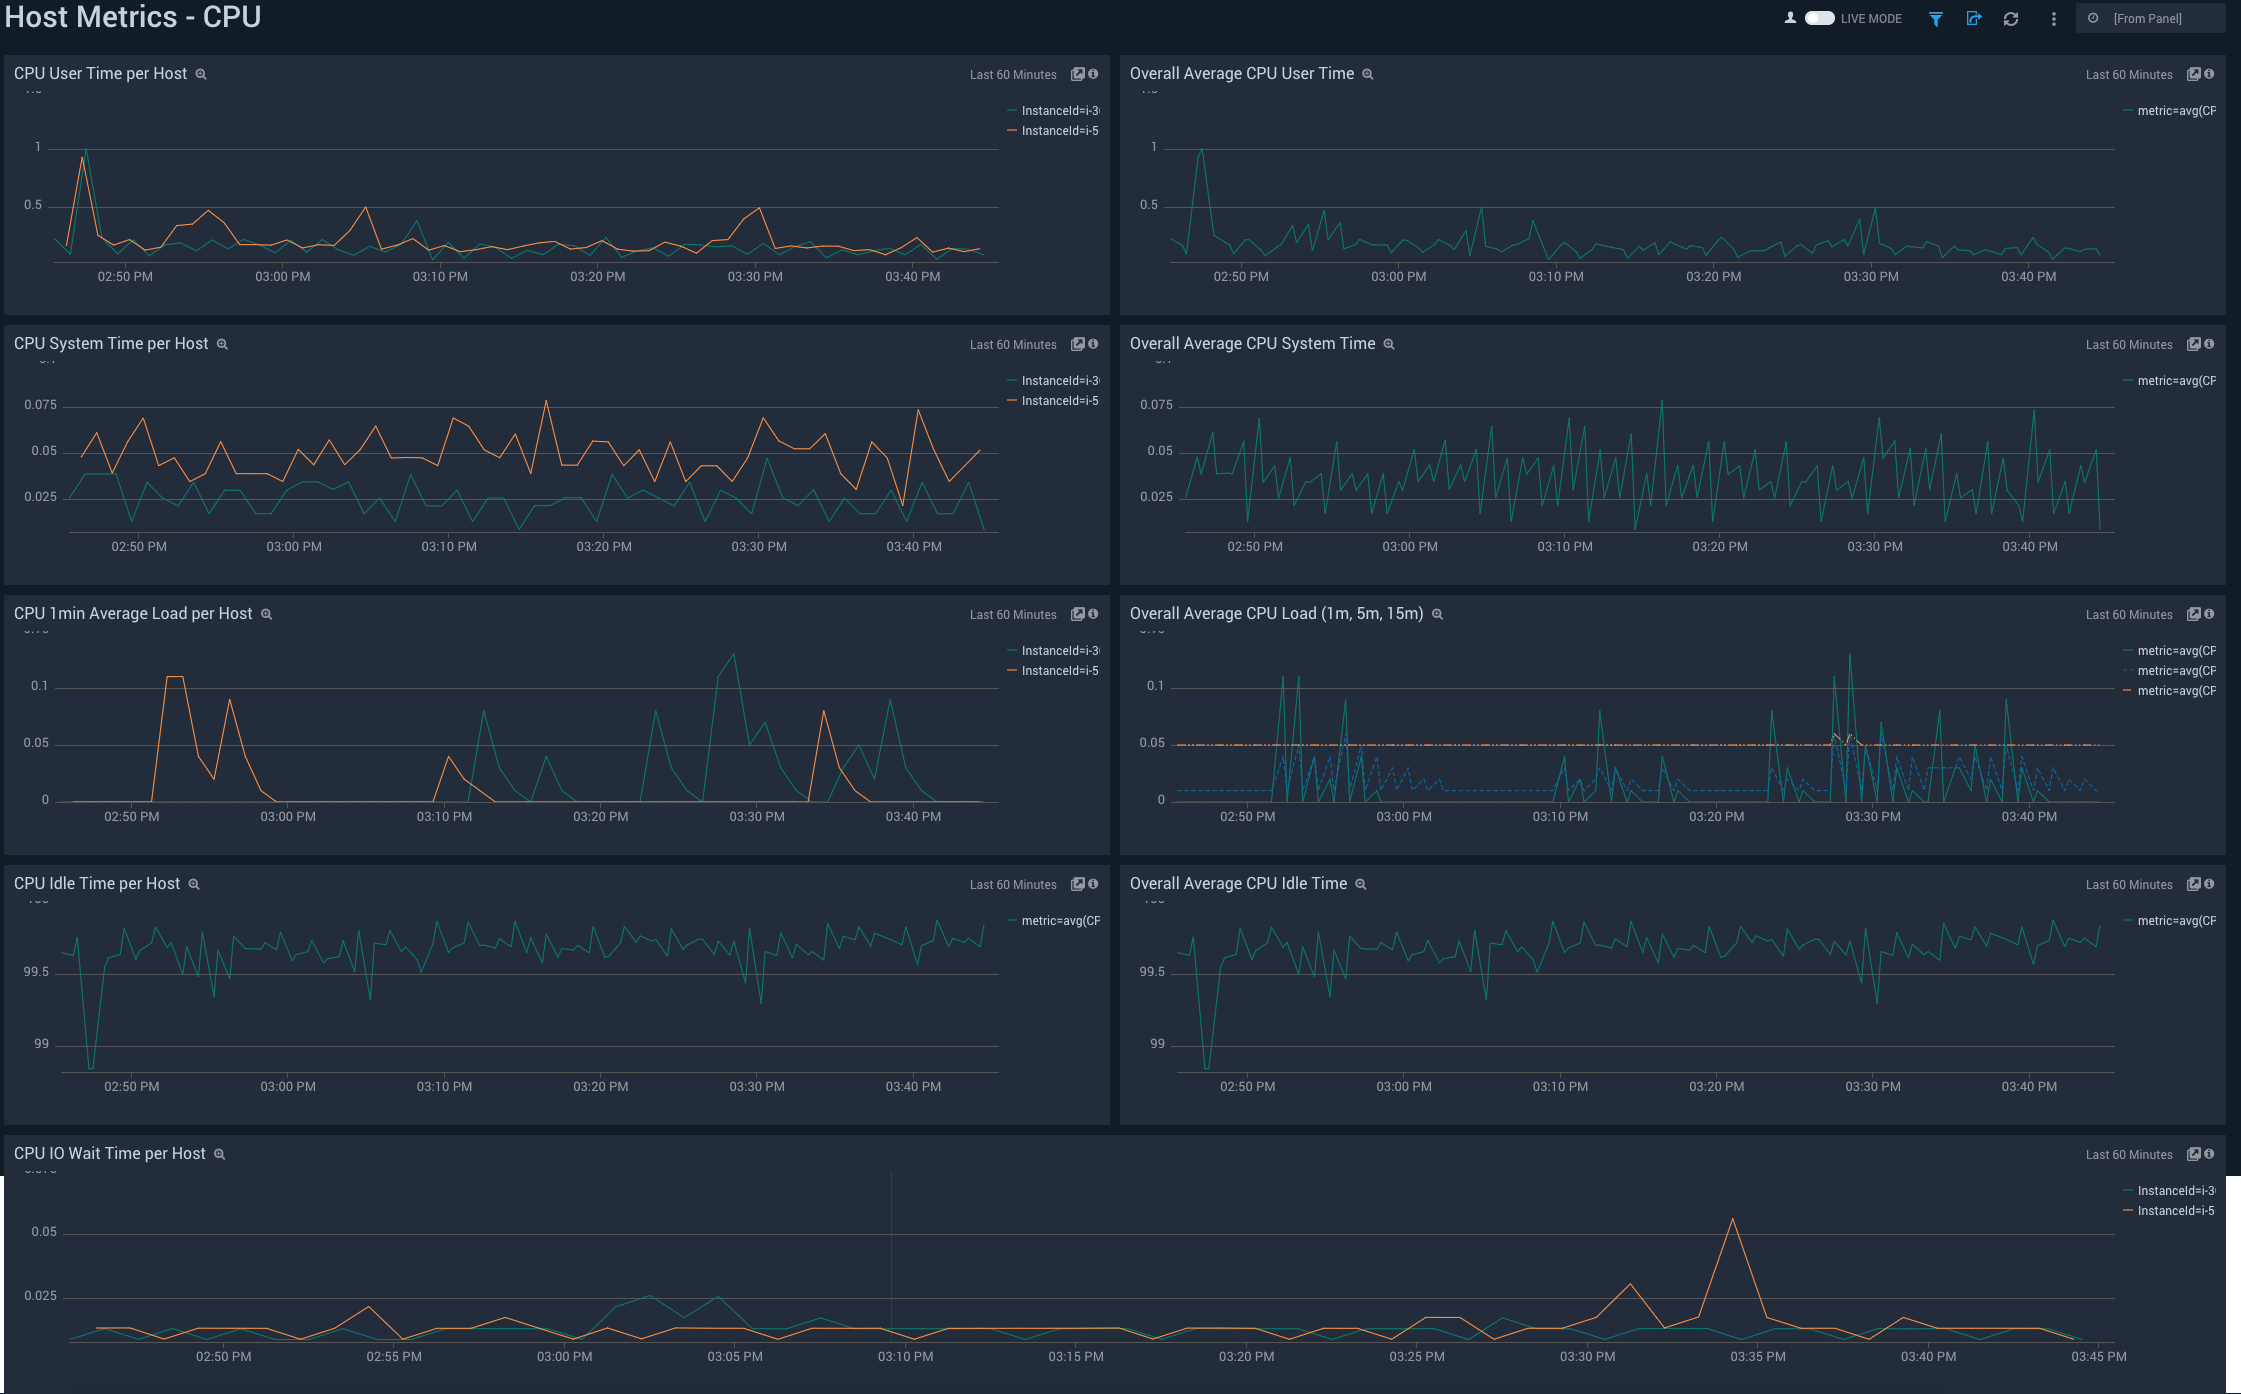 Host Metrics - CPU
LIVE MODE
[From Panel]
CPU User Time per Host
Last 60 Minutes
InstanceId=i-3
InstanceId=i-5
1
0.5
02:50 PM 03:00 PM 03:10 PM 03:20 PM 03:30 PM 03:40 PM
Overall Average CPU User Time
Last 60 Minutes
metric=avg(CP
1
0.5
02:50 PM 03:00 PM 03:10 PM 03:20 PM 03:30 PM 03:40 PM
CPU System Time per Host
Last 60 Minutes
InstanceId=i-3
InstanceId=i-5
0.075
0.05
0.025
02:50 PM 03:00 PM 03:10 PM 03:20 PM 03:30 PM 03:40 PM
Overall Average CPU System Time
Last 60 Minutes
metric=avg(CP
0.075
0.05
0.025
02:50 PM 03:00 PM 03:10 PM 03:20 PM 03:30 PM 03:40 PM
CPU 1min Average Load per Host
Last 60 Minutes
InstanceId=i-3
InstanceId=i-5
0.1
0.05
0
02:50 PM 03:00 PM 03:10 PM 03:20 PM 03:30 PM 03:40 PM
Overall Average CPU Load (1m, 5m, 15m)
Last 60 Minutes
metric=avg(CP
metric=avg(CP
metric=avg(CP
0.1
0.05
0
02:50 PM 03:00 PM 03:10 PM 03:20 PM 03:30 PM 03:40 PM
CPU Idle Time per Host
Last 60 Minutes
metric=avg(CP
99.5
99
02:50 PM 03:00 PM 03:10 PM 03:20 PM 03:30 PM 03:40 PM
Overall Average CPU Idle Time
Last 60 Minutes
metric=avg(CP
99.5
99
02:50 PM 03:00 PM 03:10 PM 03:20 PM 03:30 PM 03:40 PM
CPU IO Wait Time per Host
Last 60 Minutes
InstanceId=i-3
InstanceId=i-5
0.05
0.025
02:50 PM 02:55 PM 03:00 PM 03:05 PM 03:10 PM 03:15 PM 03:20 PM 03:25 PM 03:30 PM 03:35 PM 03:40 PM 03:45 PM